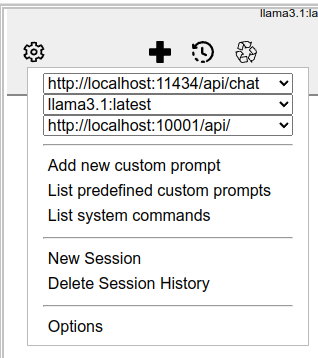 llama3.1:la
http://localhost:11434/api/chat
llama3.1:latest
http://localhost:10001/api/
Add new custom prompt
List predefined custom prompts
List system commands
New Session
Delete Session History
Options